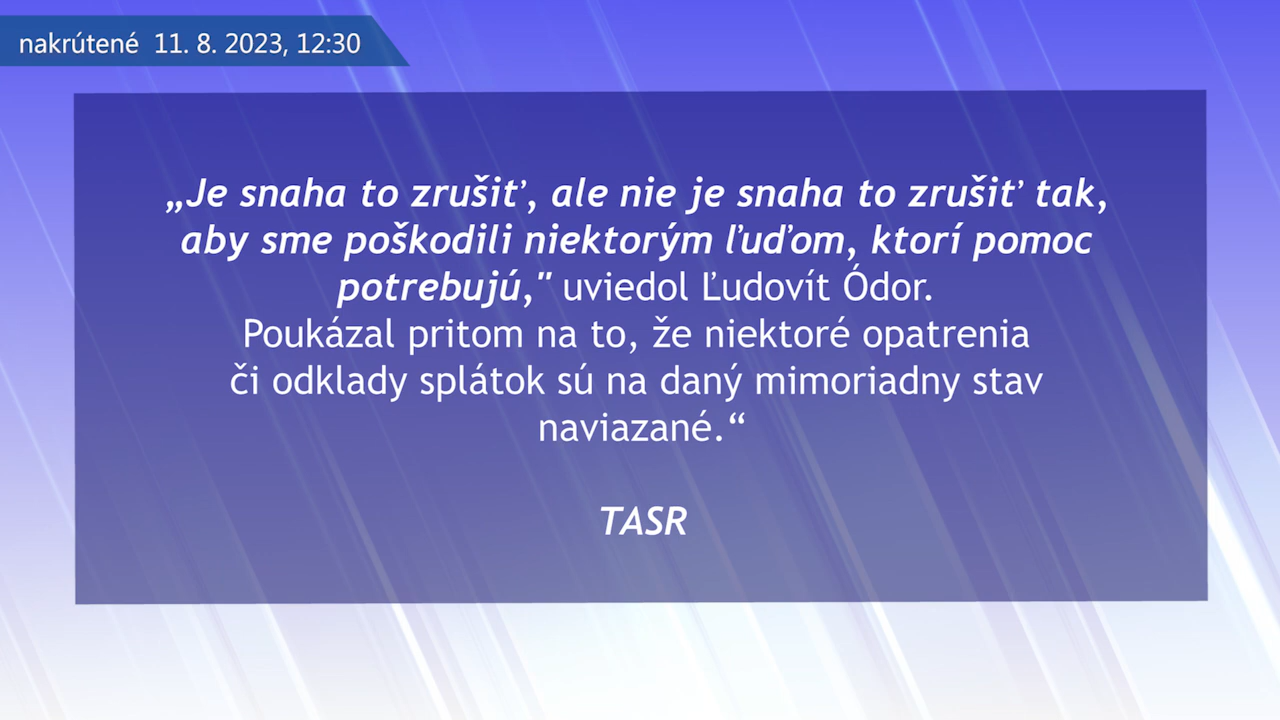 nakrútené  11. 8. 2023, 12:30
„Je snaha to zrušiť, ale nie je snaha to zrušiť tak,
aby sme poškodili niektorým ľuďom, ktorí pomoc
potrebujú," uviedol Ľudovít Ódor.
Poukázal pritom na to, že niektoré opatrenia
či odklady splátok sú na daný mimoriadny stav
naviazané.“
TASR